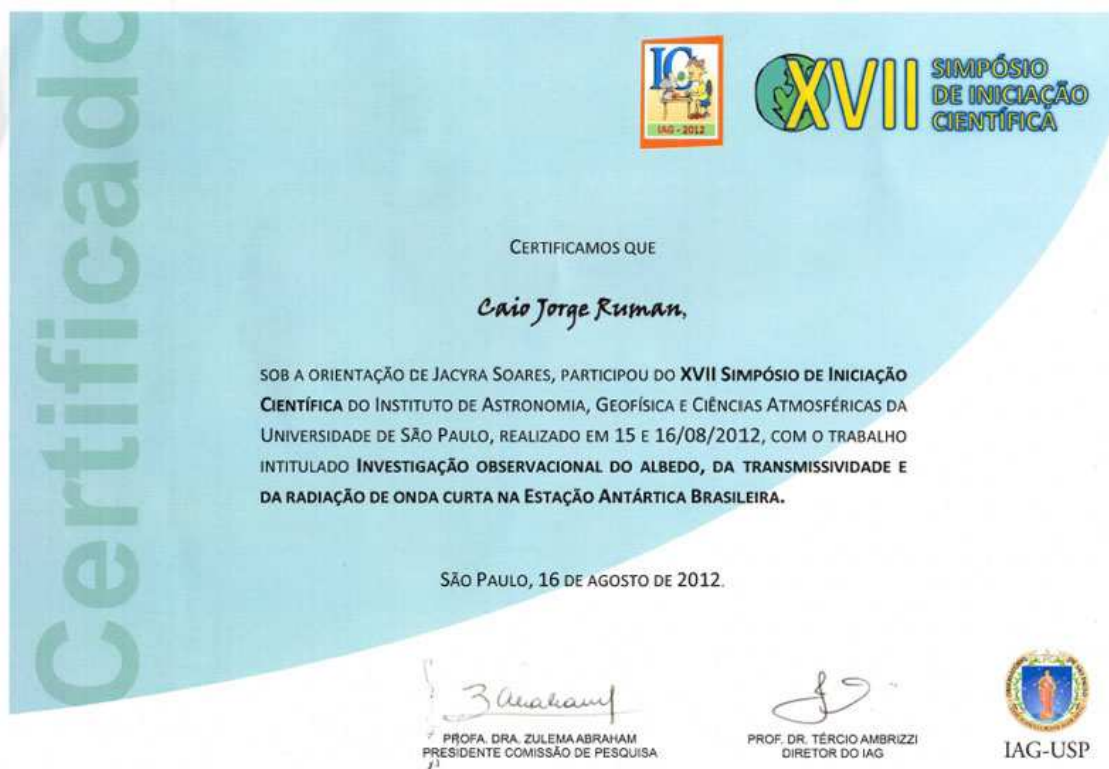 Certificado
IC
IAG - 2012
XVII SIMPÓSIO
DE INICIAÇÃO
CIENTÍFICA
CERTIFICAMOS QUE
Caio Jorge Ruman,
SOB A ORIENTAÇÃO DE JACYRA SOARES, PARTICIPOU DO XVII SIMPÓSIO DE INICIAÇÃO
CIENTÍFICA DO INSTITUTO DE ASTRONOMIA, GEOFÍSICA E CIÊNCIAS ATMOSFÉRICAS DA
UNIVERSIDADE DE SÃO PAULO, REALIZADO EM 15 E 16/08/2012, COM O TRABALHO
INTITULADO INVESTIGAÇÃO OBSERVACIONAL DO ALBEDO, DA TRANSMISSIVIDADE E
DA RADIAÇÃO DE ONDA CURTA NA ESTAÇÃO ANTÁRTICA BRASILEIRA.
SÃO PAULO, 16 DE AGOSTO DE 2012.
PROFA. DRA. ZULEMA ABRAHAM
PRESIDENTE COMISSÃO DE PESQUISA
PROF. DR. TÉRCIO AMBRIZZI
DIRETOR DO IAG
IAG-USP